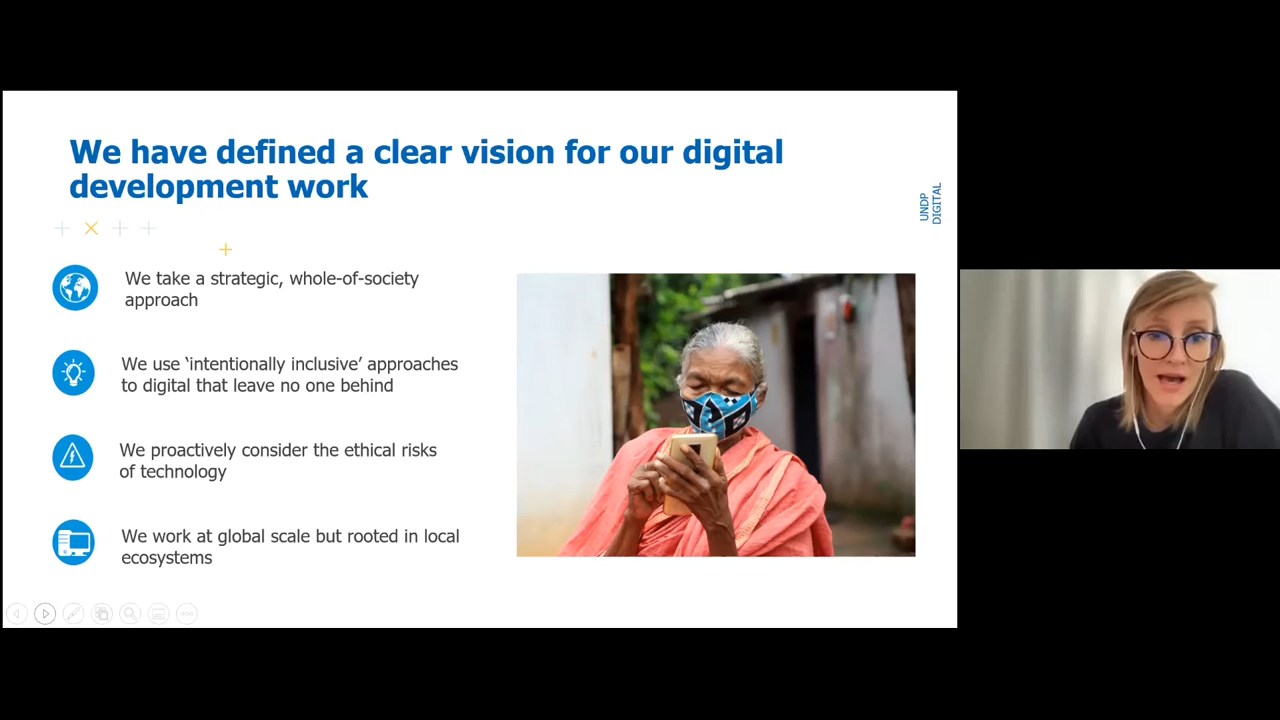 We have defined a clear vision for our digital
development work
UNDP
DIGITAL
We take a strategic, whole-of-society
approach
We use ‘intentionally inclusive’ approaches
to digital that leave no one behind
We proactively consider the ethical risks
of technology
We work at global scale but rooted in local
ecosystems